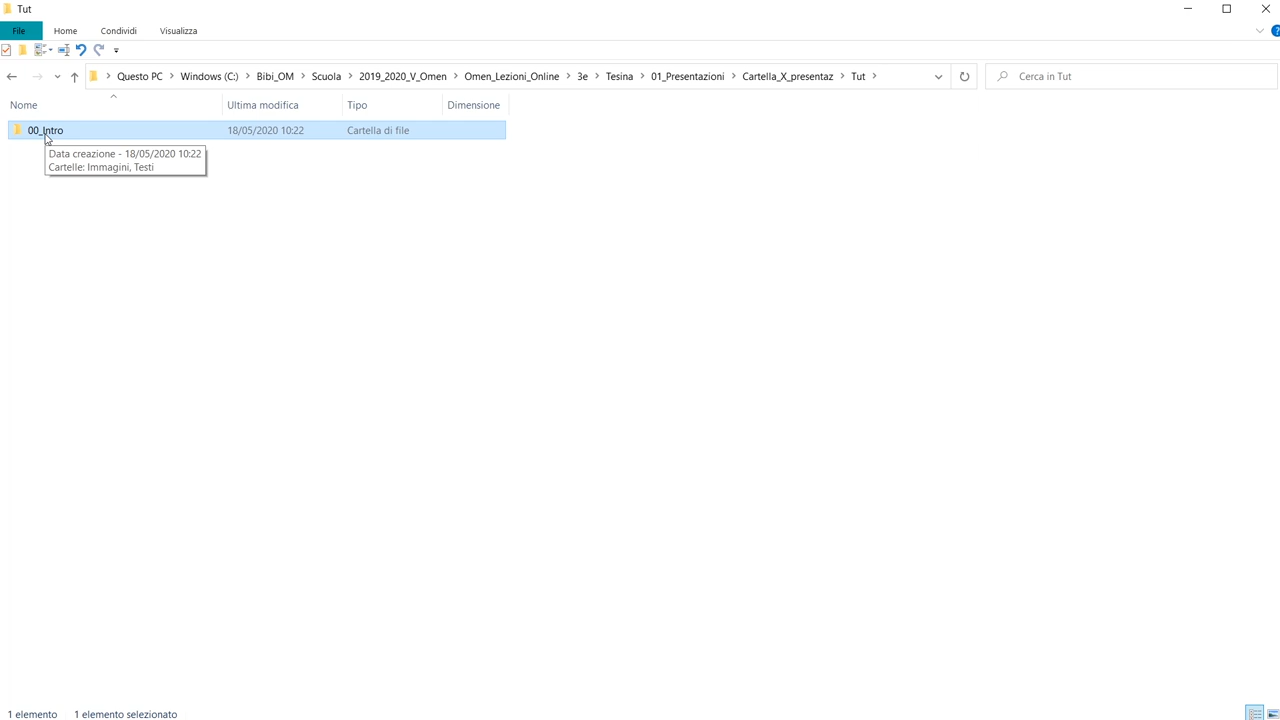 Tut
File Home Condividi Visualizza
Questo PC Windows (C:) Bibi_OM Scuola 2019_2020_V_Omen Omen_Lezioni_Online 3e Tesina 01_Presentazioni Cartella_X_presentaz Tut Cerca in Tut
Nome Ultima modifica Tipo Dimensione
00_Intro 18/05/2020 10:22 Cartella di file
Data creazione - 18/05/2020 10:22
Cartelle: Immagini, Testi
1 elemento 1 elemento selezionato